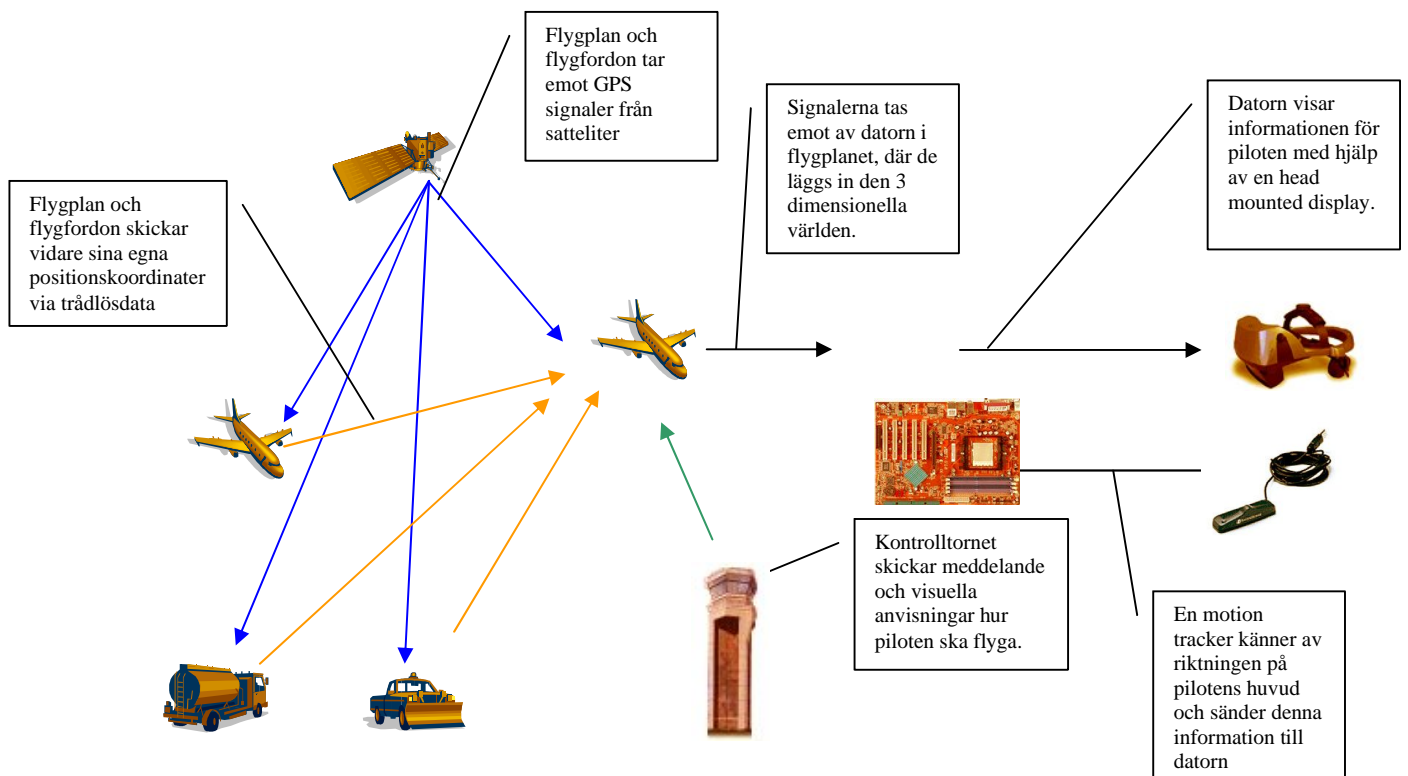 Flygplan och
flygfordon tar
emot GPS
signaler från
satteliter
Signalerna tas
emot av datorn i
flygplanet, där de
läggs in den 3
dimensionella
världen.
Datorn visar
informationen för
piloten med hjälp
av en head
mounted display.
Flygplan och
flygfordon skickar
vidare sina egna
positionskoordinater
via trådlösdata
Kontrolltornet
skickar meddelande
och visuella
anvisningar hur
piloten ska flyga.
En motion
tracker känner av
riktningen på
pilotens huvud
och sänder denna
information till
datorn